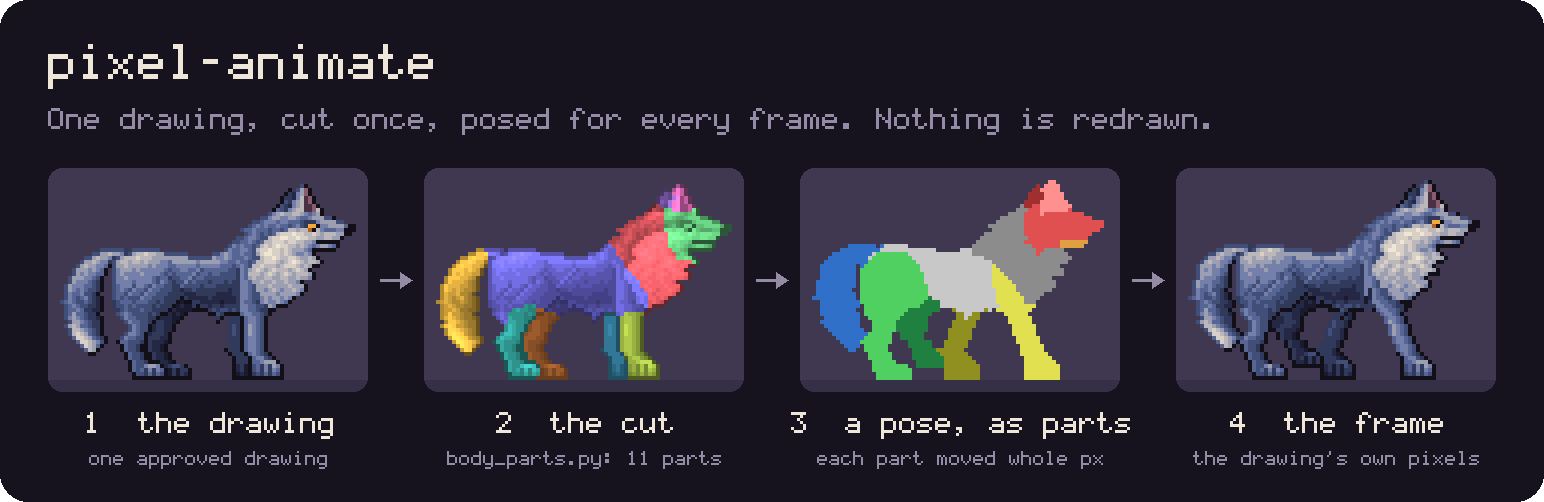 pixel-animate
One drawing, cut once, posed for every frame. Nothing is redrawn.
1 the drawing
one approved drawing
2 the cut
body_parts.py: 11 parts
3 a pose, as parts
each part moved whole px
4 the frame
the drawing's own pixels